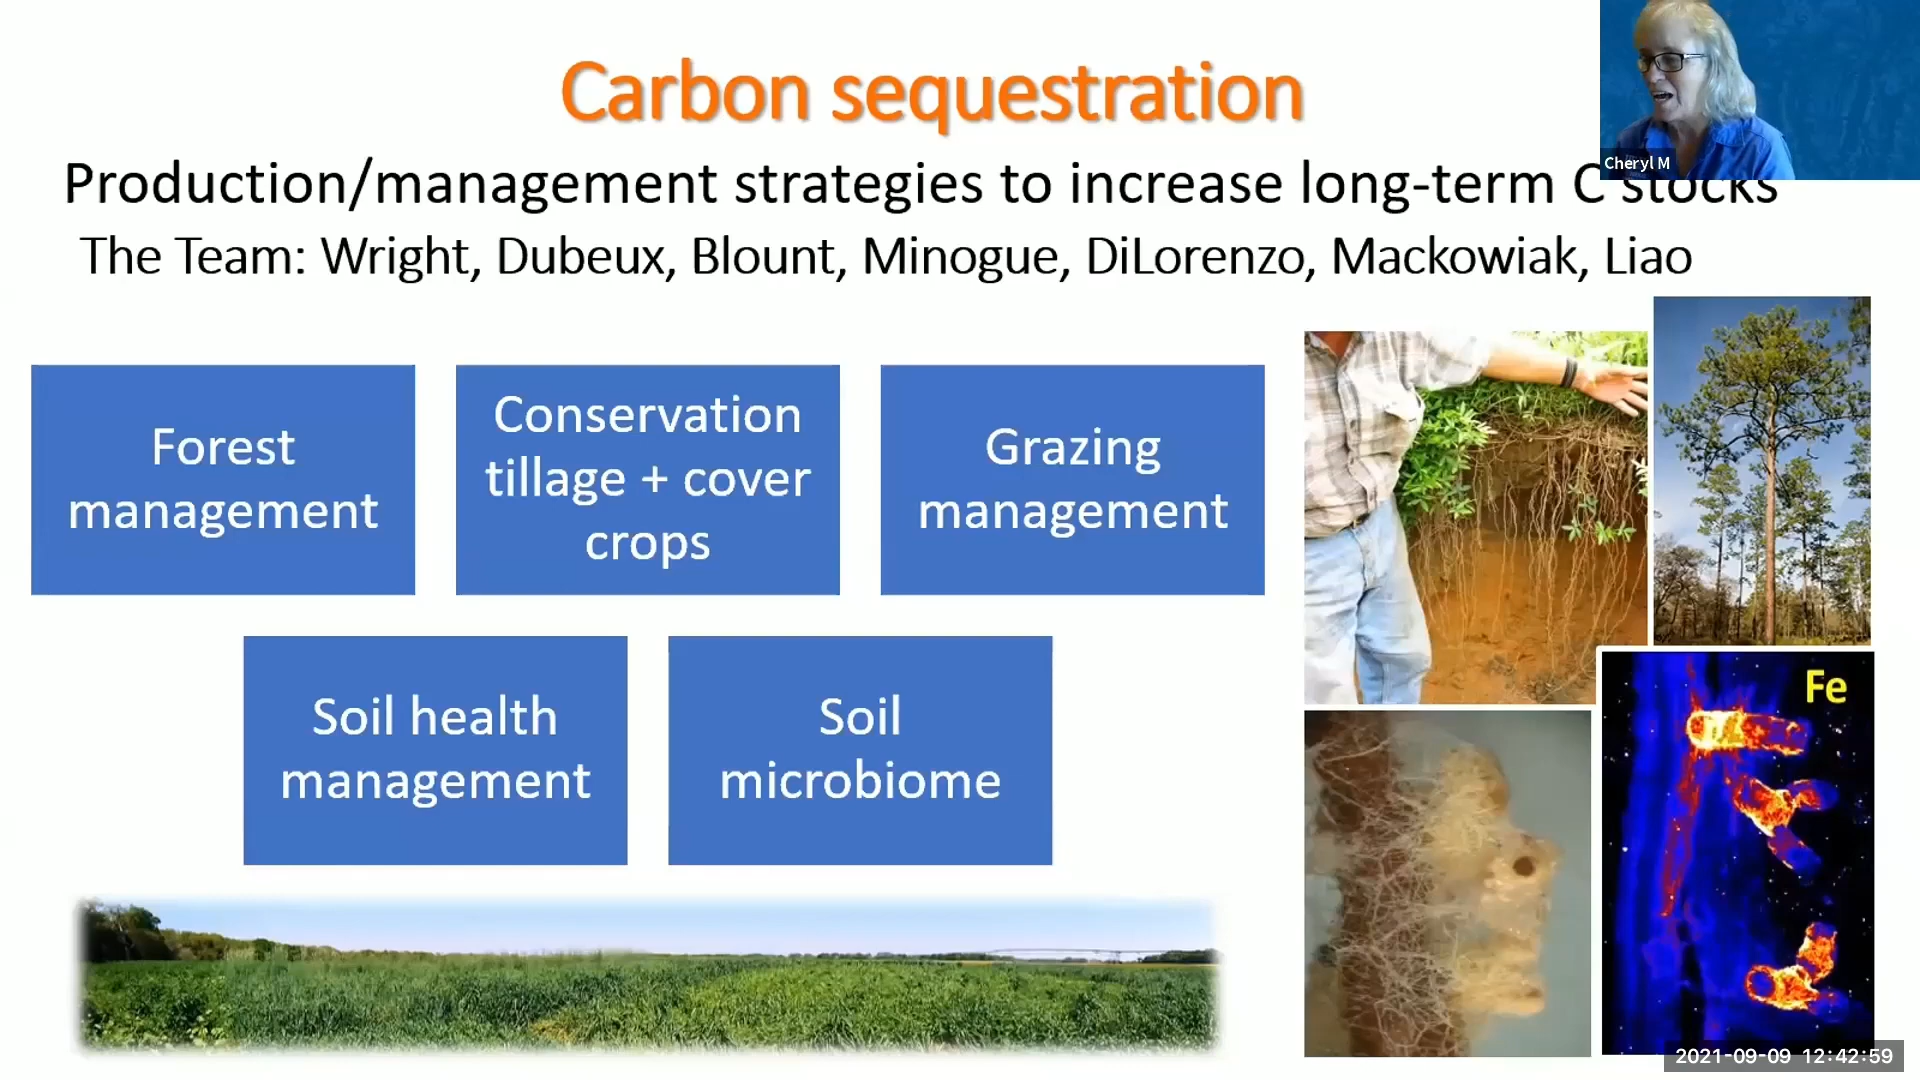 Carbon sequestration
Cheryl M
Production/management strategies to increase long-term C stocks
The Team: Wright, Dubeux, Blount, Minogue, DiLorenzo, Mackowiak, Liao
Forest
management
Conservation
tillage + cover
crops
Grazing
management
Soil health
management
Soil
microbiome
Fe
2021-09-09 12:42:59